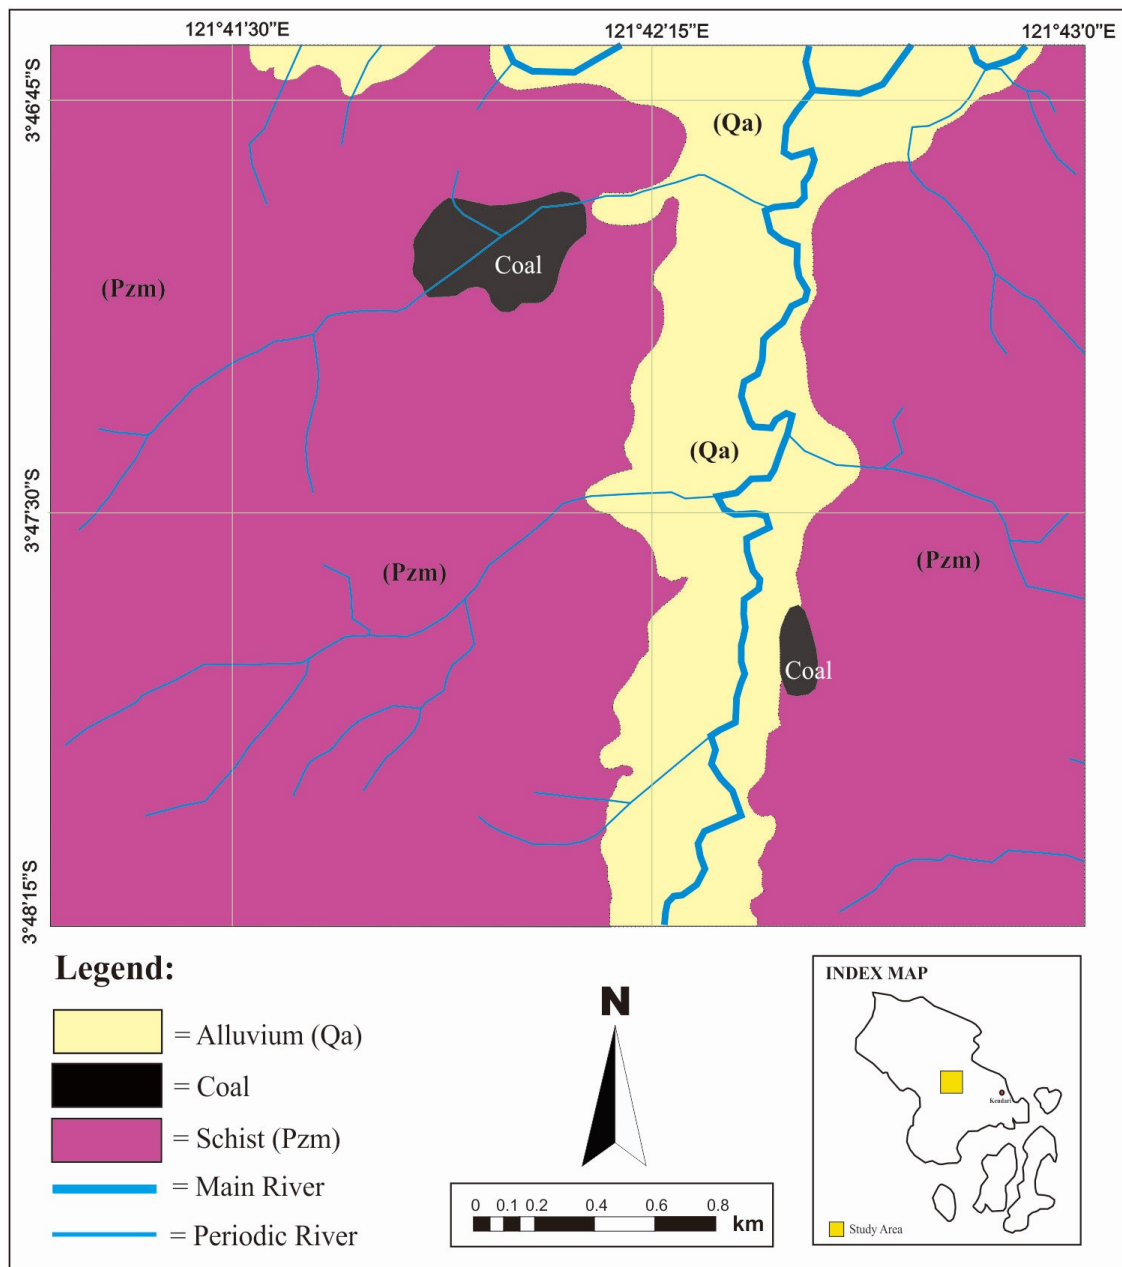 121°41'30"E
121°42'15"E
121°43'0"E
3°46'45"S
3°47'30"S
3°48'15"S
(Qa)
Coal
(Pzm)
(Qa)
(Pzm)
(Pzm)
Coal
Legend:
= Alluvium (Qa)
= Coal
= Schist (Pzm)
= Main River
= Periodic River
N
0 0.1 0.2 0.4 0.6 0.8
km
INDEX MAP
Kendari
Study Area